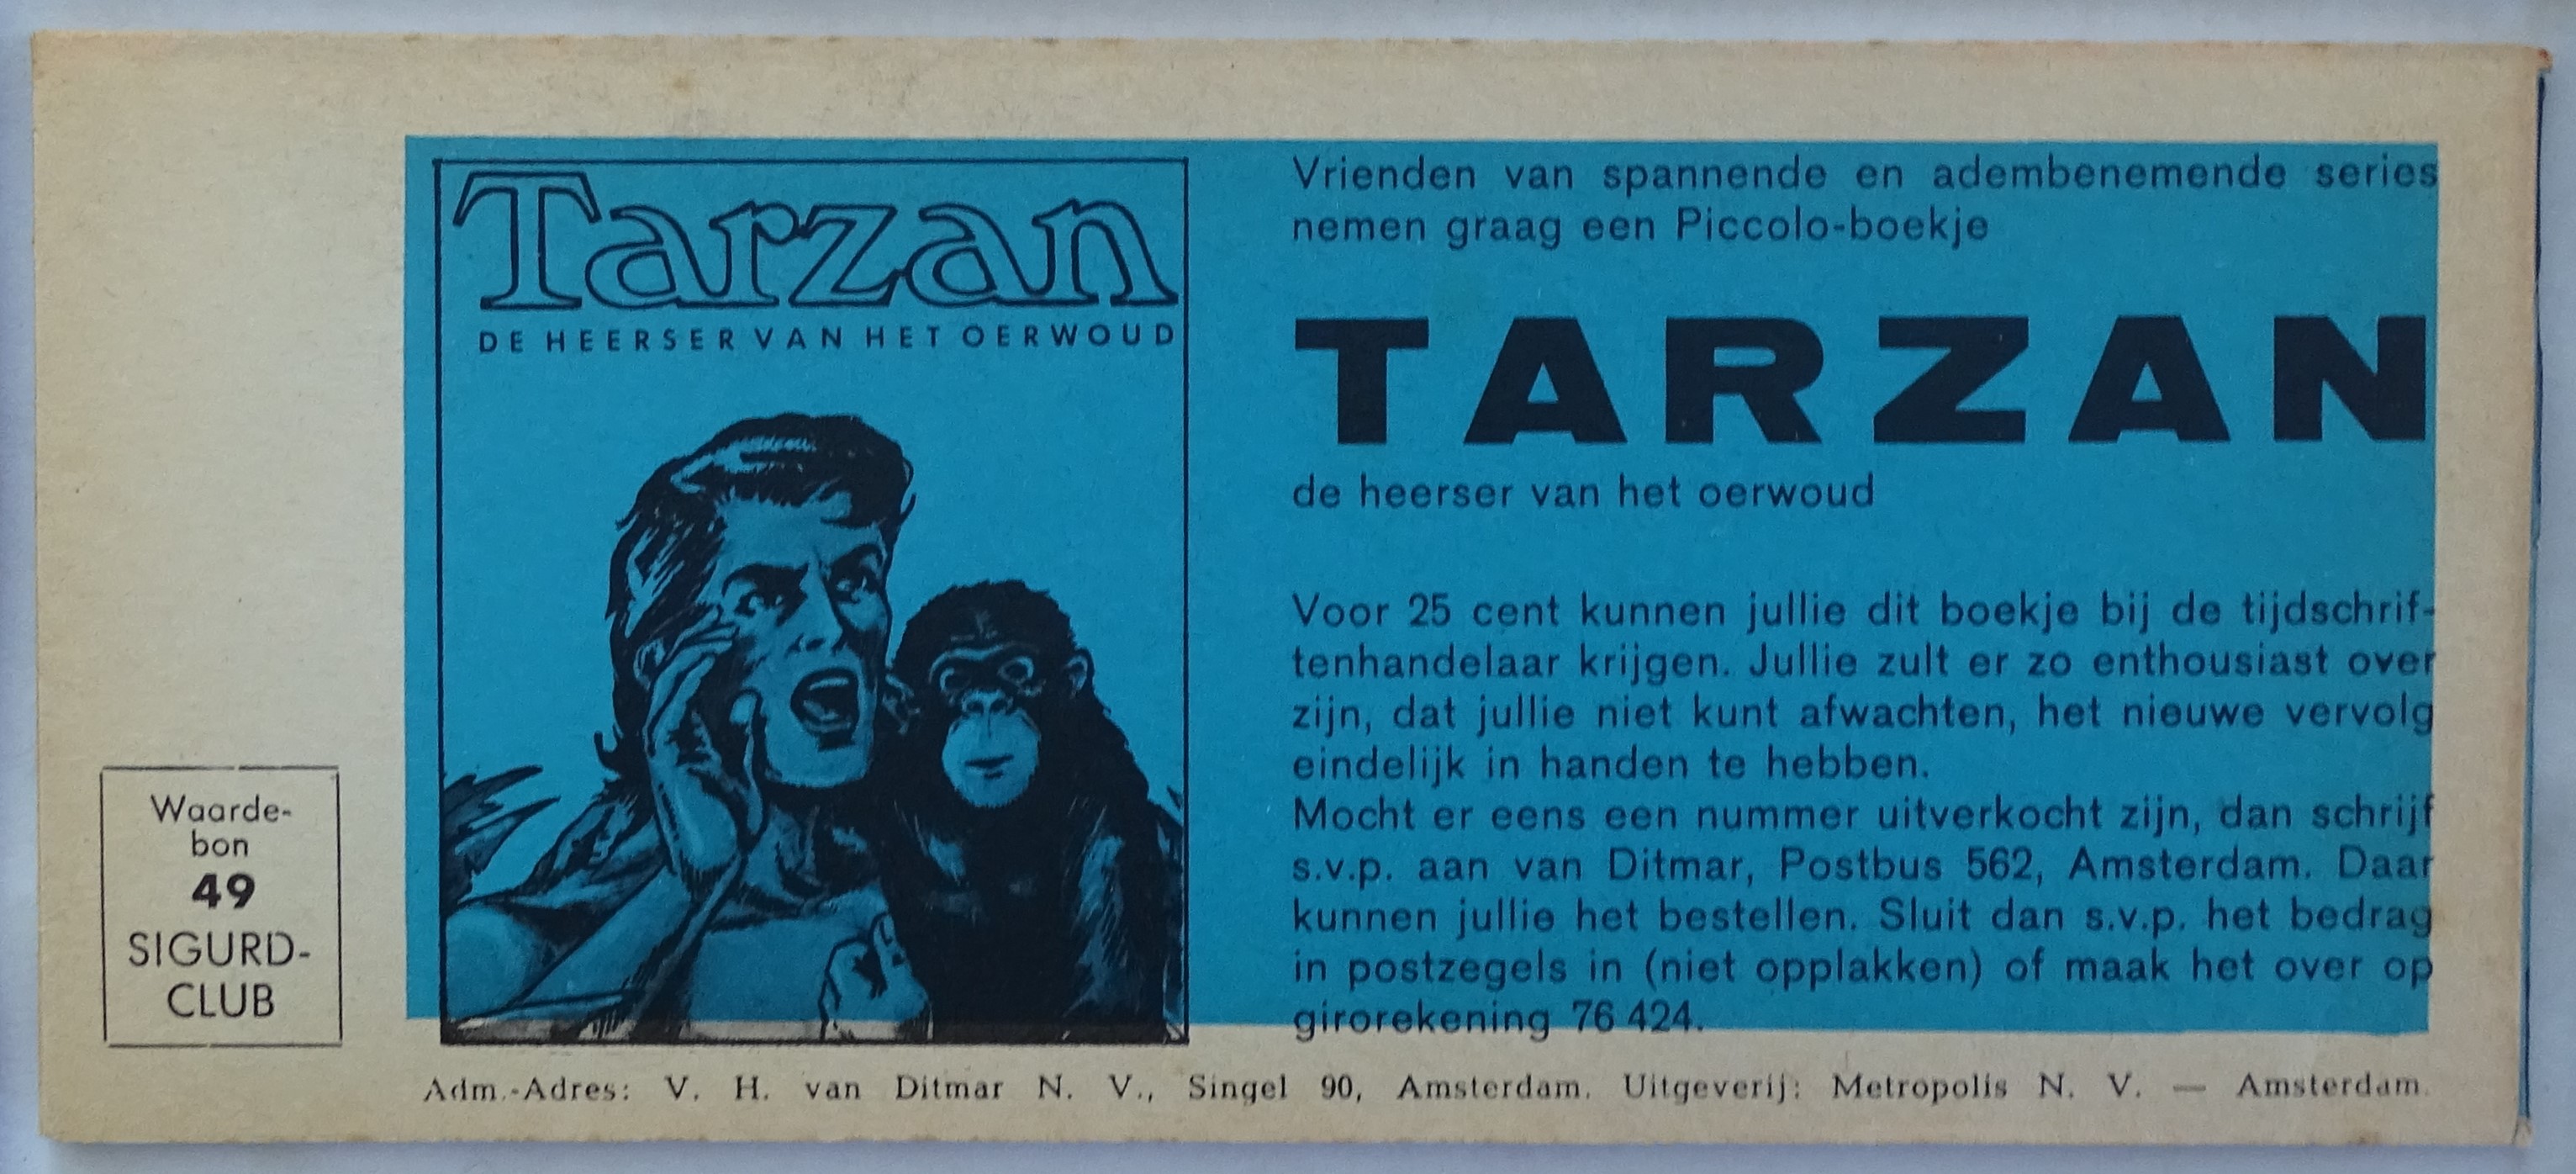 Tarzan
DE HEERSER VAN HET OERWOUD
Vrienden van spannende en adembenemende series
nemen graag een Piccolo-boekje
TARZAN
de heerser van het oerwoud
Voor 25 cent kunnen jullie dit boekje bij de tijdschrif-
tenhandelaar krijgen. Jullie zult er zo enthousiast over
zijn, dat jullie niet kunt afwachten, het nieuwe vervolg
eindelijk in handen te hebben.
Mocht er eens een nummer uitverkocht zijn, dan schrijf
s.v.p. aan van Ditmar, Postbus 562, Amsterdam. Daar
kunnen jullie het bestellen. Sluit dan s.v.p. het bedrag
in postzegels in (niet opplakken) of maak het over op
girorekening 76 424.
Waarde-
bon
49
SIGURD-
CLUB
Adm.-Adres: V. H. van Ditmar N. V., Singel 90, Amsterdam. Uitgeverij: Metropolis N. V. — Amsterdam.